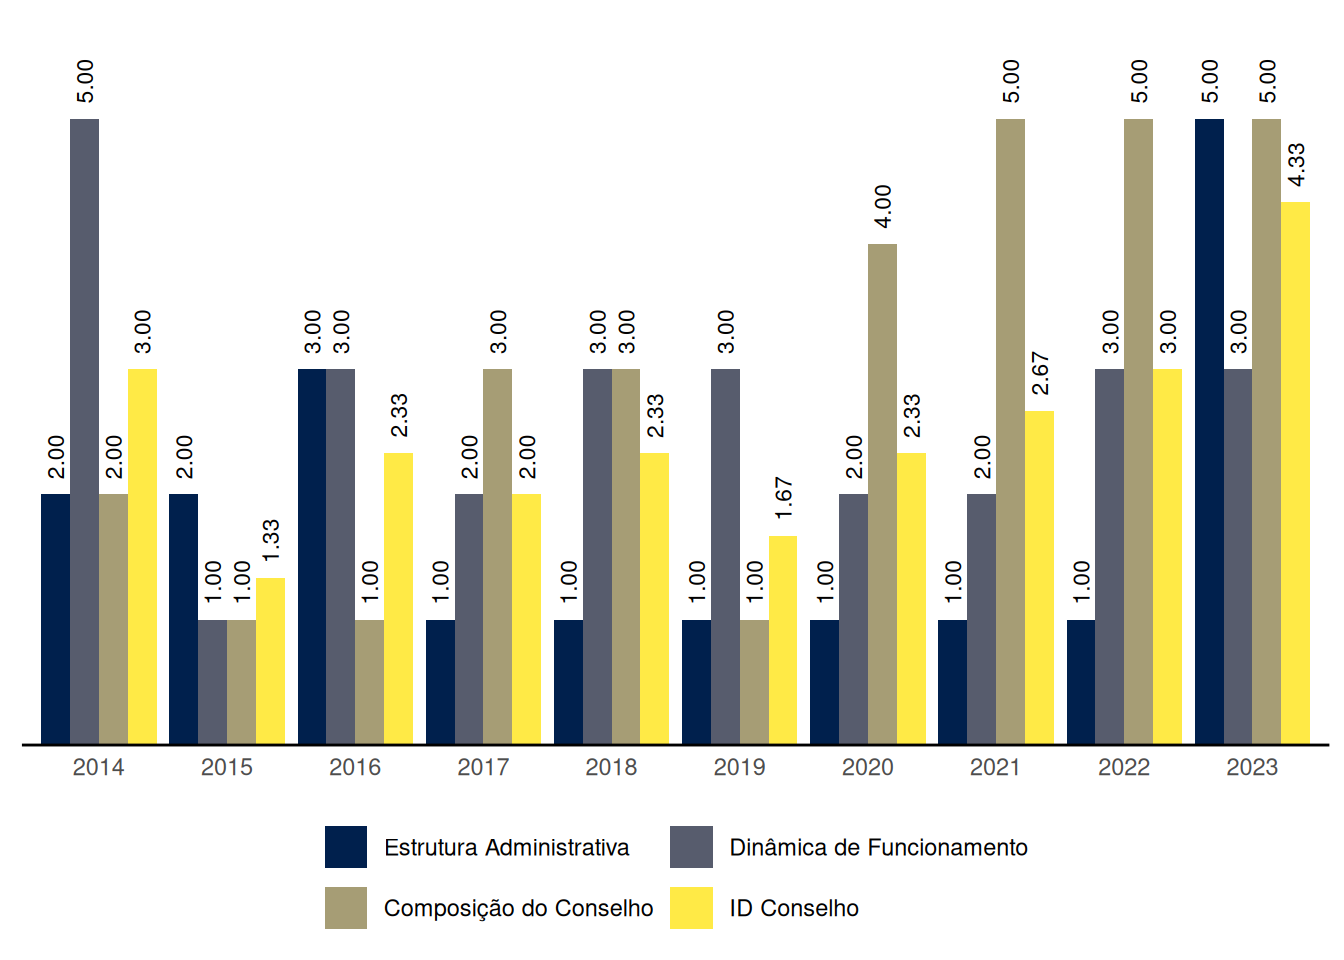 2.00 5.00 2.00 3.00
2.00 1.00 1.00 1.33
3.00 3.00 1.00 2.33
1.00 2.00 3.00 2.00
1.00 3.00 3.00 2.33
1.00 3.00 1.00 1.67
1.00 2.00 4.00 2.33
1.00 2.00 5.00 2.67
1.00 3.00 5.00 3.00
5.00 3.00 5.00 4.33
2014 2015 2016 2017 2018 2019 2020 2021 2022 2023
Estrutura Administrativa Dinâmica de Funcionamento
Composição do Conselho ID Conselho